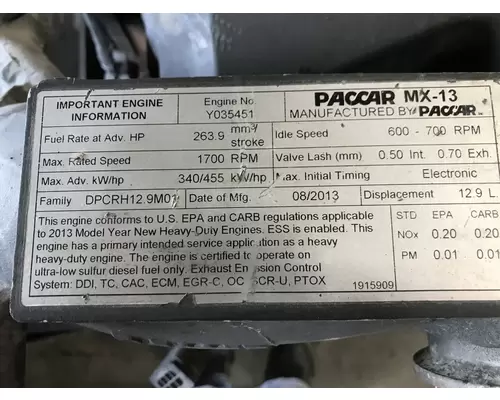 IMPORTANT ENGINE INFORMATION
Engine No.
Y035451
PACCAR MX-13
MANUFACTURED BY PACCAR
Fuel Rate at Adv. HP 263.9 mm³/stroke
Idle Speed 600 - 700 RPM
Max. Rated Speed 1700 RPM
Valve Lash (mm) 0.50 Int. 0.70 Exh.
Max. Adv kW/hp 340/455 kW/hp
Max. Initial Timing Electronic
Family DPCRH12.9M01
Date of Mfg. 08/2013
Displacement 12.9 L
This engine conforms to U.S. EPA and CARB regulations applicable
to 2013 Model Year New Heavy-Duty Engines. ESS is enabled. This
engine has a primary intended service application as a heavy
heavy-duty engine. The engine is certified to operate on
ultra-low sulfur diesel fuel only. Exhaust Emission Control
System: DDI, TC, CAC, ECM, EGR-C, OC, SCR-U, PTOX
STD EPA CARB
NOx 0.20 0.20
PM 0.01 0.01
1915909